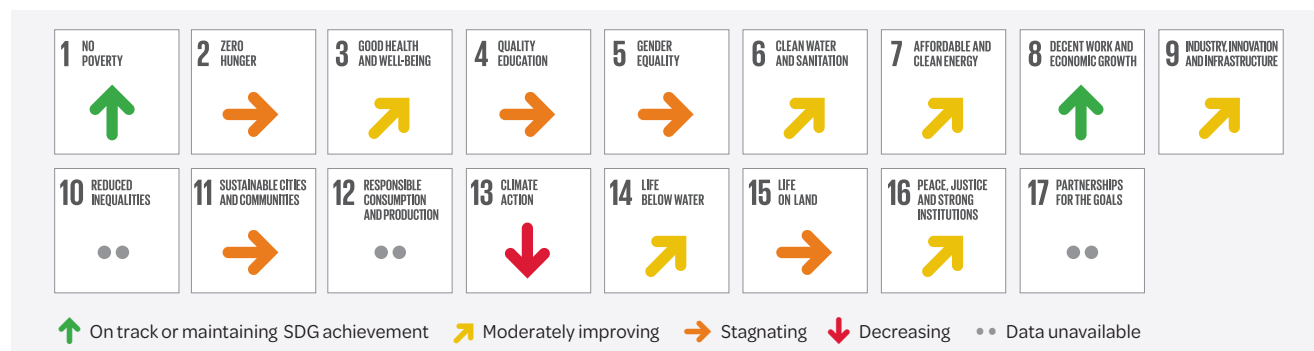 1 NO
POVERTY
2 ZERO
HUNGER
3 GOOD HEALTH
AND WELL-BEING
4 QUALITY
EDUCATION
5 GENDER
EQUALITY
6 CLEAN WATER
AND SANITATION
7 AFFORDABLE AND
CLEAN ENERGY
8 DECENT WORK AND
ECONOMIC GROWTH
9 INDUSTRY, INNOVATION
AND INFRASTRUCTURE
10 REDUCED
INEQUALITIES
11 SUSTAINABLE CITIES
AND COMMUNITIES
12 RESPONSIBLE
CONSUMPTION
AND PRODUCTION
13 CLIMATE
ACTION
14 LIFE
BELOW WATER
15 LIFE
ON LAND
16 PEACE, JUSTICE
AND STRONG
INSTITUTIONS
17 PARTNERSHIPS
FOR THE GOALS
On track or maintaining SDG achievement
Moderately improving
Stagnating
Decreasing
Data unavailable